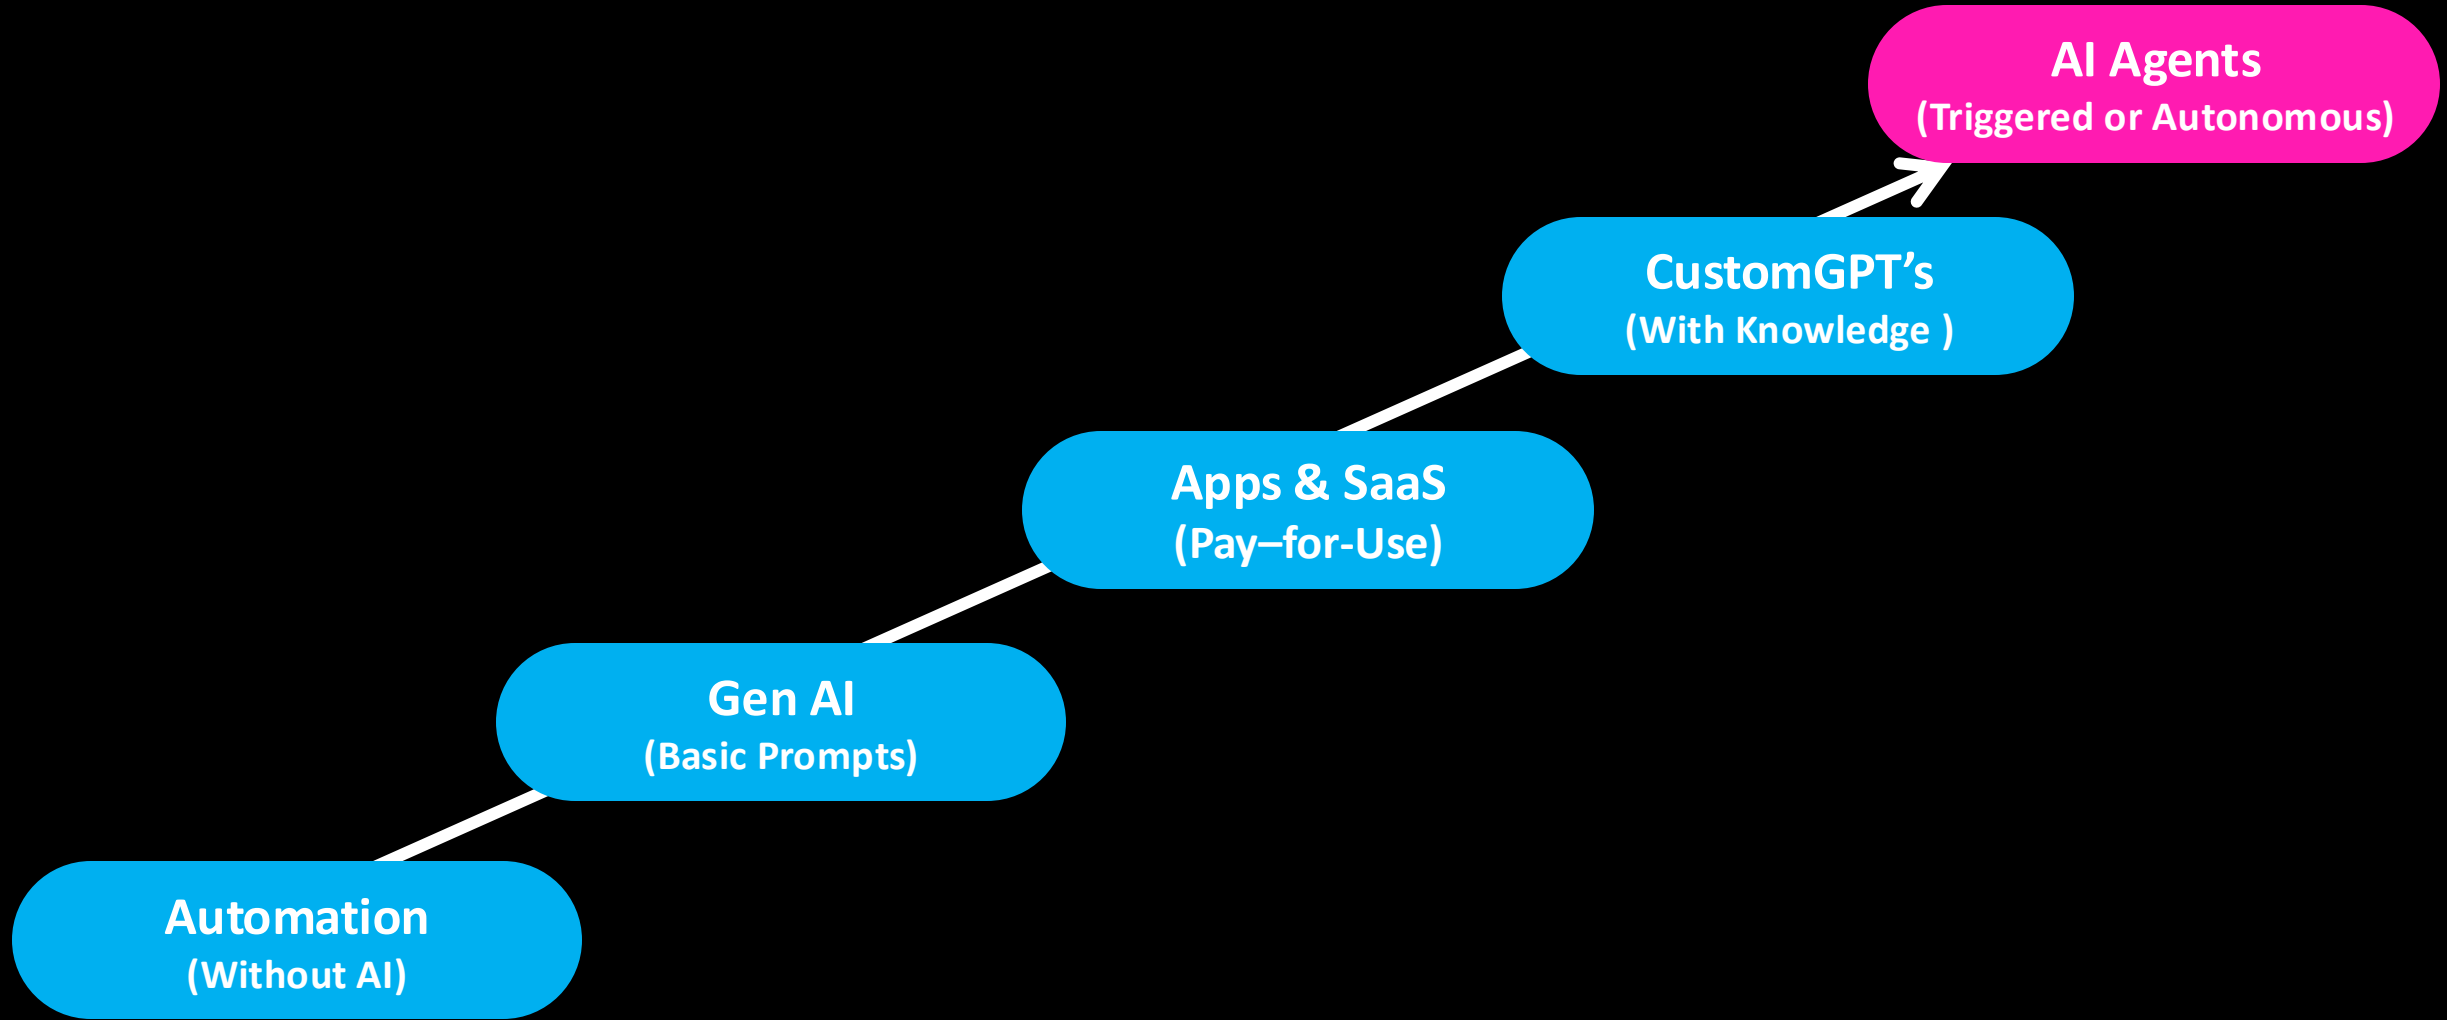 AI Agents
(Triggered or Autonomous)
CustomGPT’s
(With Knowledge )
Apps & SaaS
(Pay–for-Use)
Gen AI
(Basic Prompts)
Automation
(Without AI)